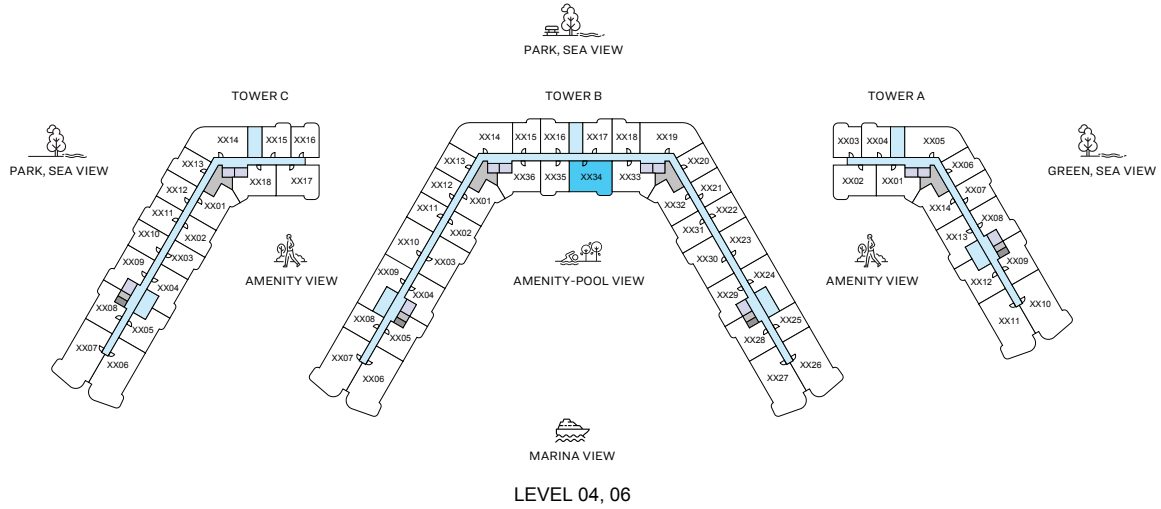 PARK, SEA VIEW
TOWER C
TOWER B
TOWER A
PARK, SEA VIEW
GREEN, SEA VIEW
XX14
XX15
XX16
XX13
XX12
XX11
XX10
XX09
XX08
XX07
XX06
XX05
XX04
XX03
XX02
XX01
XX18
XX17
XX14
XX15
XX16
XX17
XX18
XX19
XX13
XX12
XX11
XX10
XX09
XX08
XX07
XX06
XX05
XX04
XX03
XX02
XX01
XX36
XX35
XX34
XX33
XX32
XX31
XX30
XX29
XX28
XX27
XX26
XX25
XX24
XX23
XX22
XX21
XX20
XX03
XX04
XX05
XX02
XX01
XX06
XX07
XX08
XX09
XX10
XX11
XX12
XX13
XX14
AMENITY VIEW
AMENITY-POOL VIEW
AMENITY VIEW
MARINA VIEW
LEVEL 04, 06